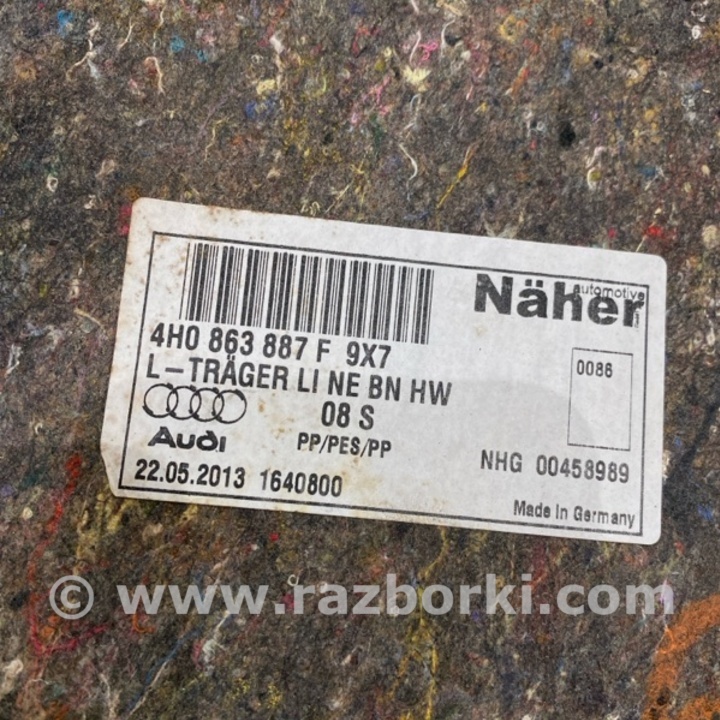 Näher
automotive
4H0 863 887 F 9X7
L-TRÄGER LI NE BN HW
08 S
0086
Audi
PP/PES/PP
NHG 00458989
22.05.2013 1640800
Made In Germany
© www.razborki.com